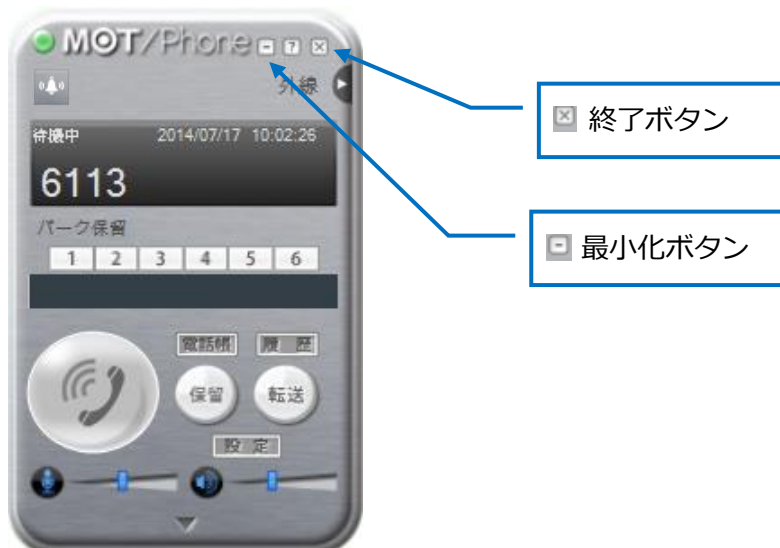 MOT/Phone - ? ×
外線
× 終了ボタン
待機中 2014/07/17 10:02:26
6113
パーク保留
- 最小化ボタン
1 2 3 4 5 6
電話帳 履 歴
保留 転送
設 定